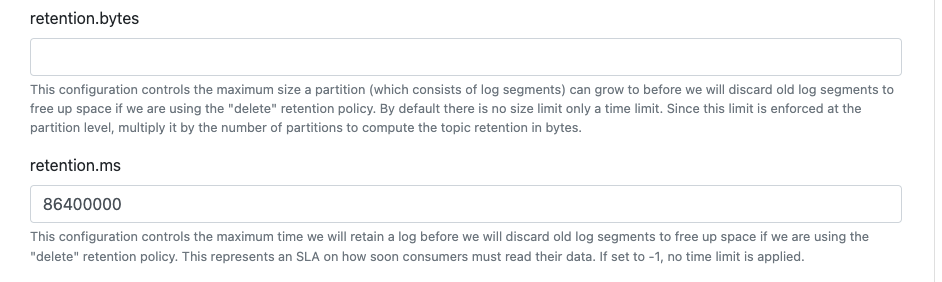 retention.bytes
This configuration controls the maximum size a partition (which consists of log segments) can grow to before we will discard old log segments to
free up space if we are using the "delete" retention policy. By default there is no size limit only a time limit. Since this limit is enforced at the
partition level, multiply it by the number of partitions to compute the topic retention in bytes.
retention.ms
86400000
This configuration controls the maximum time we will retain a log before we will discard old log segments to free up space if we are using the
"delete" retention policy. This represents an SLA on how soon consumers must read their data. If set to -1, no time limit is applied.